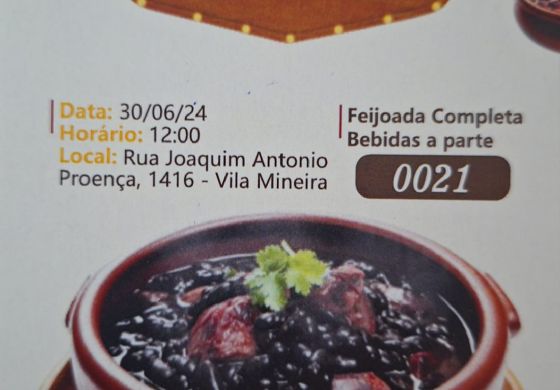 Data: 30/06/24
Horário: 12:00
Local: Rua Joaquim Antonio
Proença, 1416 - Vila Mineira
Feijoada Completa
Bebidas a parte
0021